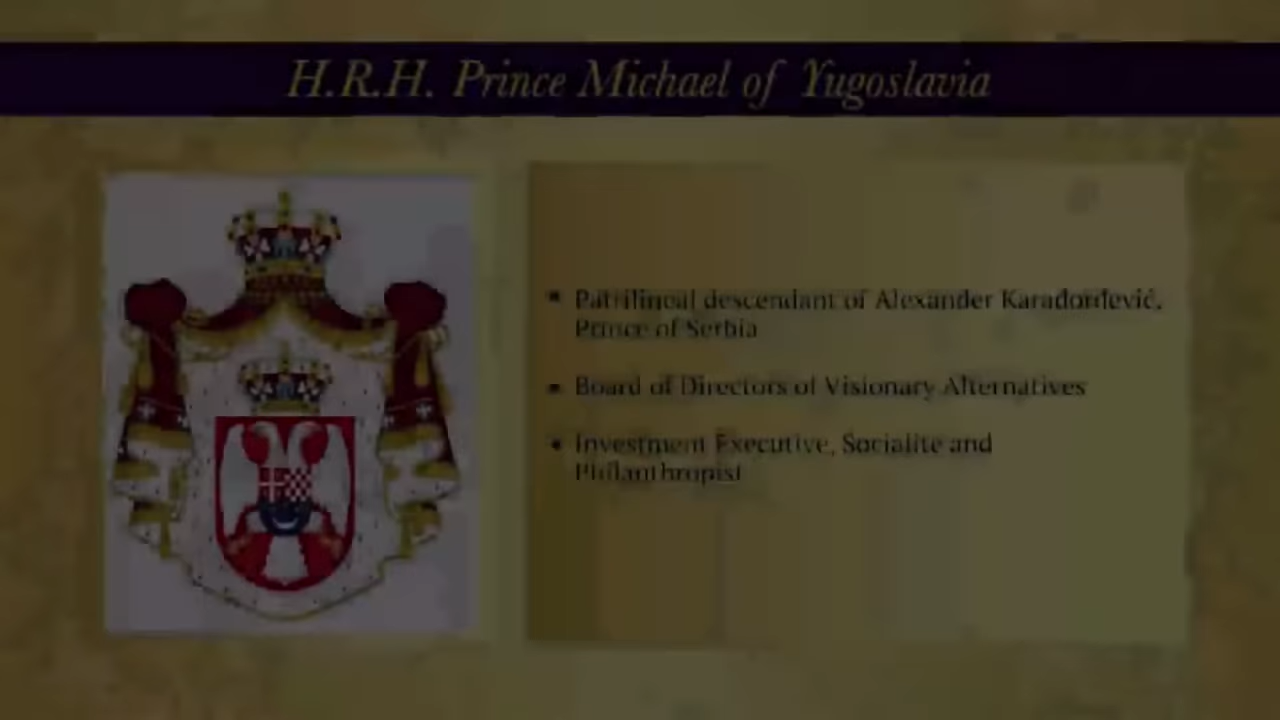 H.R.H. Prince Michael of Yugoslavia
▪ Patrilineal descendant of Alexander Karađorđević,
Prince of Serbia
▪ Board of Directors of Visionary Alternatives
▪ Investment Executive, Socialite and
Philanthropist